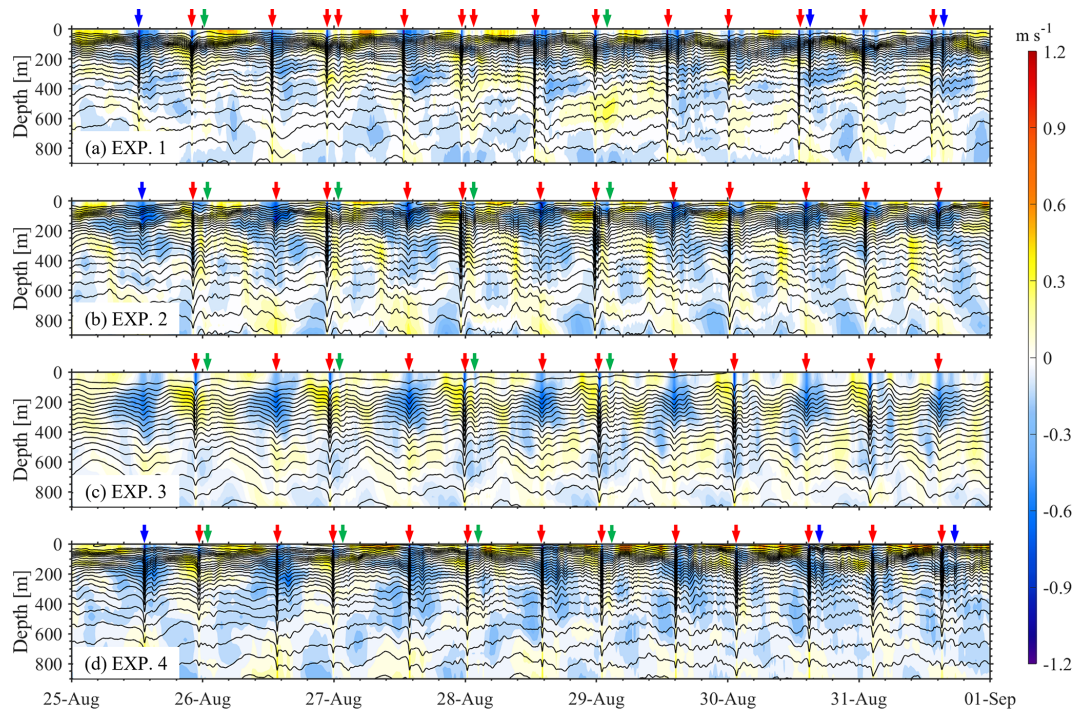 m s⁻¹
0
200
400
600
800
Depth [m]
(a) EXP. 1
0
200
400
600
800
Depth [m]
(b) EXP. 2
0
200
400
600
800
Depth [m]
(c) EXP. 3
0
200
400
600
800
Depth [m]
(d) EXP. 4
25-Aug 26-Aug 27-Aug 28-Aug 29-Aug 30-Aug 31-Aug 01-Sep
1.2
0.9
0.6
0.3
0
-0.3
-0.6
-0.9
-1.2